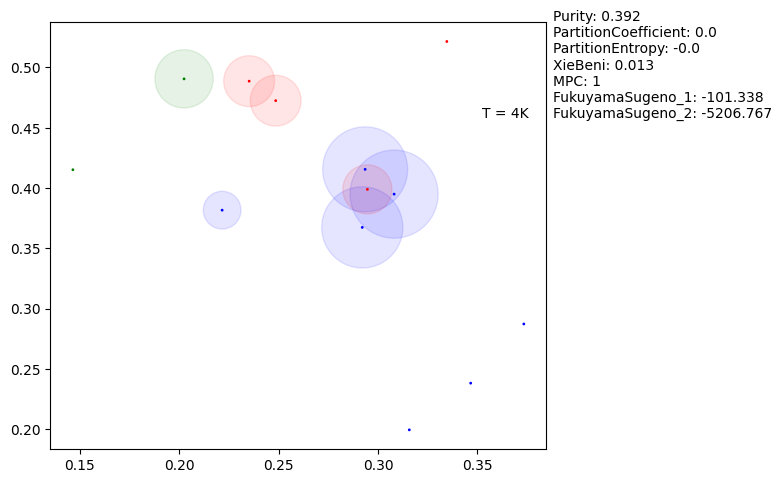 Purity: 0.392
PartitionCoefficient: 0.0
PartitionEntropy: -0.0
XieBeni: 0.013
MPC: 1
FukuyamaSugeno_1: -101.338
FukuyamaSugeno_2: -5206.767
T = 4K
0.50
0.45
0.40
0.35
0.30
0.25
0.20
0.15
0.20
0.25
0.30
0.35